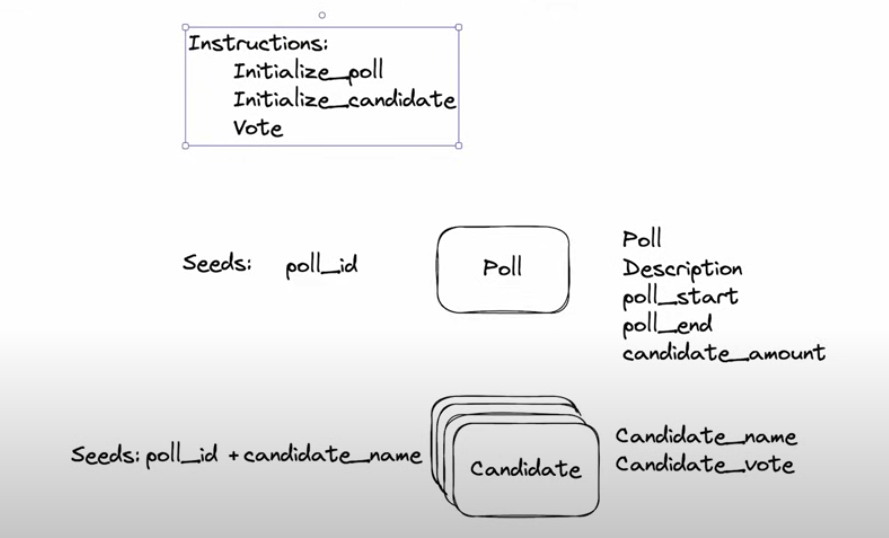 Instructions:
Initialize_poll
Initialize_candidate
Vote
Seeds: poll_id
Poll
Poll
Description
poll_start
poll_end
candidate_amount
Seeds: poll_id + candidate_name
Candidate
Candidate_name
Candidate_vote